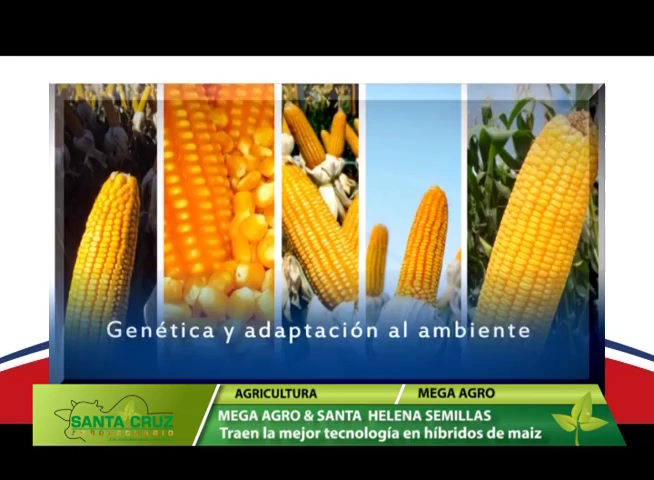 Genética y adaptación al ambiente
AGRICULTURA
MEGA AGRO
SANTA CRUZ
AGROPECUARIO
MEGA AGRO & SANTA HELENA SEMILLAS
Traen la mejor tecnología en híbridos de maiz